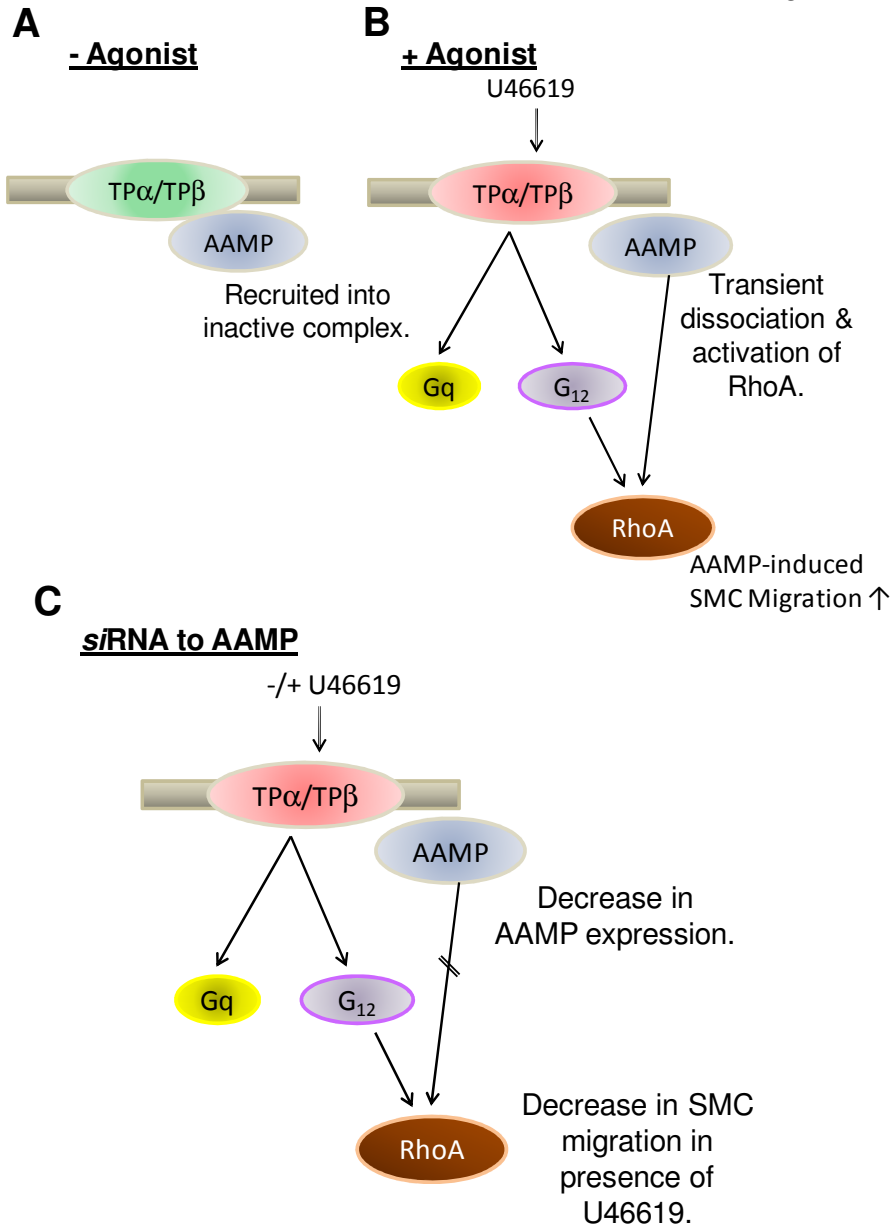 A
- Agonist
TPα/TPβ
AAMP
Recruited into
inactive complex.
B
+ Agonist
U46619
TPα/TPβ
AAMP
Transient
dissociation &
activation of
RhoA.
Gq
G₁₂
RhoA
AAMP-induced
SMC Migration ↑
C
siRNA to AAMP
-/+ U46619
TPα/TPβ
AAMP
Decrease in
AAMP expression.
Gq
G₁₂
RhoA
Decrease in SMC
migration in
presence of
U46619.